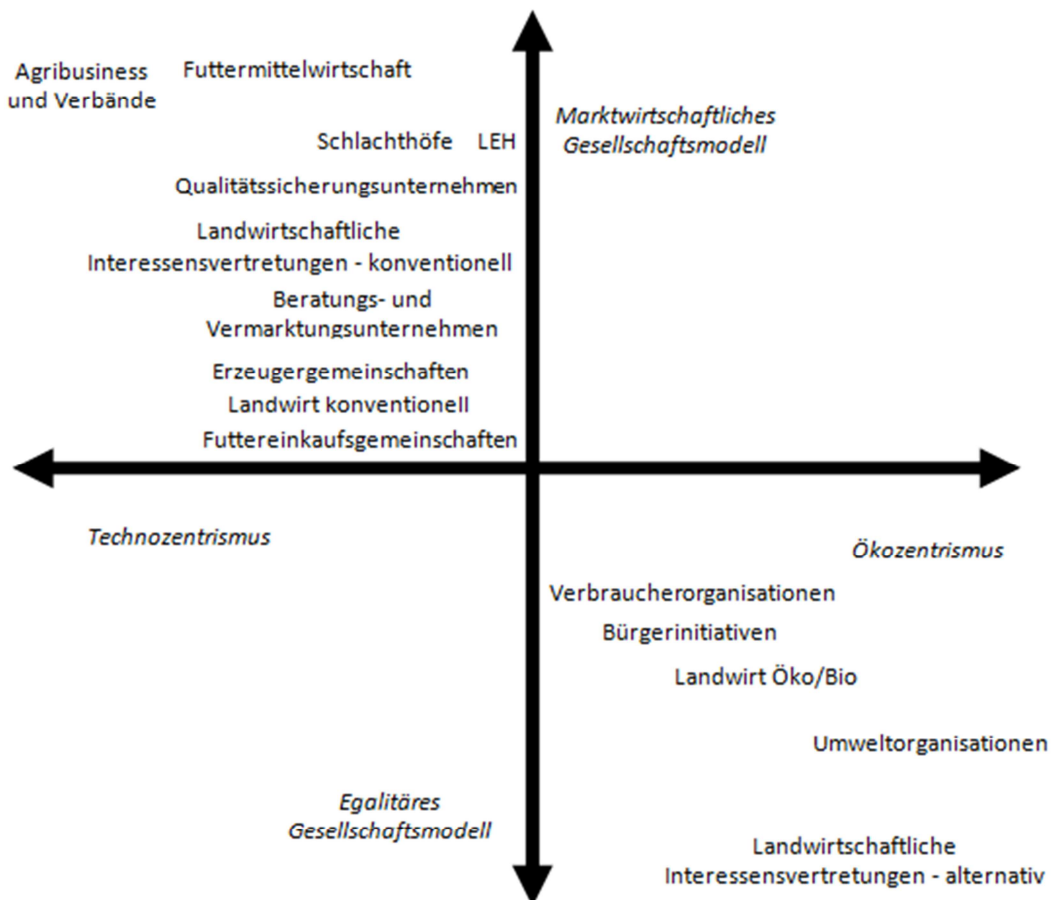 Agribusiness
und Verbände
Futtermittelwirtschaft
Marktwirtschaftliches
Gesellschaftsmodell
Schlachthöfe LEH
Qualitätssicherungsunternehmen
Landwirtschaftliche
Interessensvertretungen - konventionell
Beratungs- und
Vermarktungsunternehmen
Erzeugergemeinschaften
Landwirt konventionell
Futtereinkaufsgemeinschaften
Technozentrismus
Ökozentrismus
Verbraucherorganisationen
Bürgerinitiativen
Landwirt Öko/Bio
Umweltorganisationen
Egalitäres
Gesellschaftsmodell
Landwirtschaftliche
Interessensvertretungen - alternativ